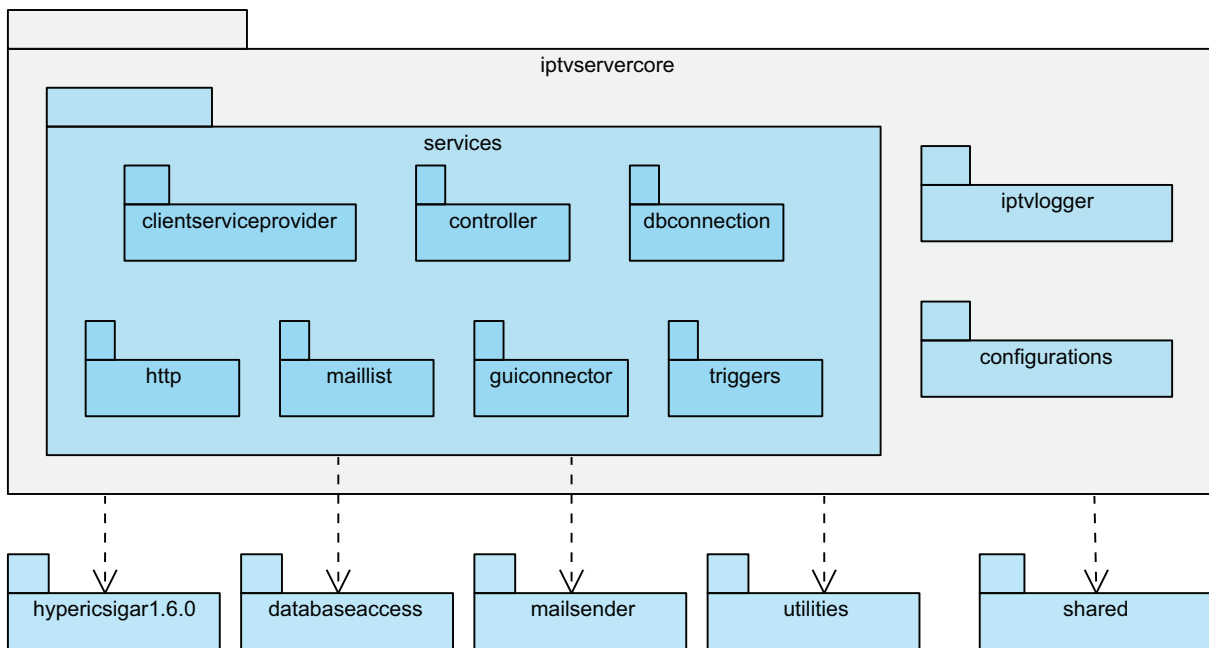 iptvservercore
services
clientserviceprovider
controller
dbconnection
iptvlogger
http
maillist
guiconnector
triggers
configurations
hypericsigar1.6.0
databaseaccess
mailsender
utilities
shared